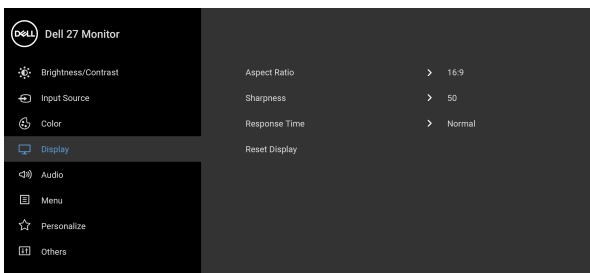 DELL Dell 27 Monitor
Brightness/Contrast
Input Source
Color
Display
Audio
Menu
Personalize
Others
Aspect Ratio 16:9
Sharpness 50
Response Time Normal
Reset Display